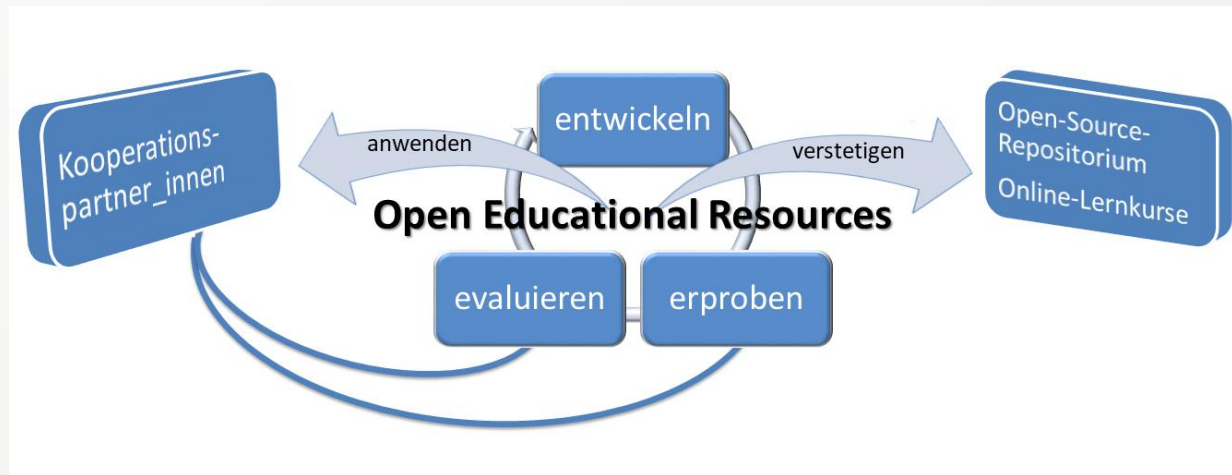 Kooperations-
partner_innen
anwenden
entwickeln
verstetigen
Open-Source-
Repositorium
Online-Lernkurse
Open Educational Resources
evaluieren
erproben